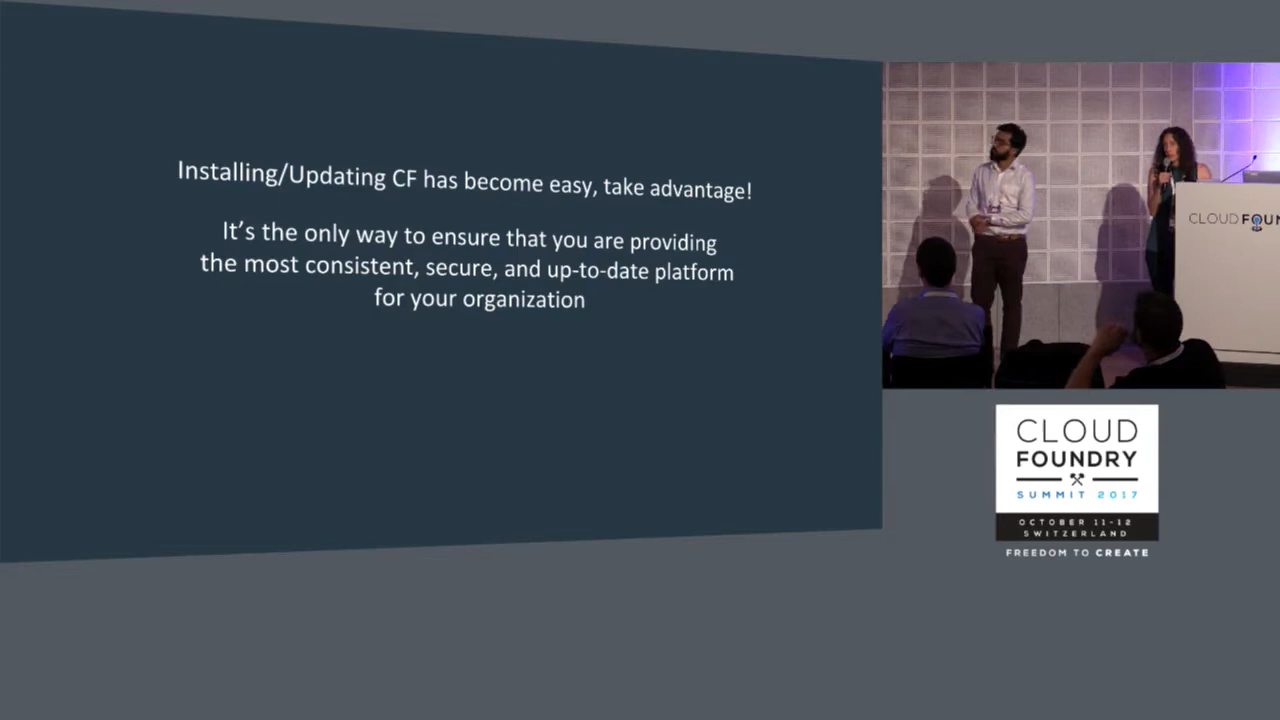 Installing/Updating CF has become easy, take advantage!
It’s the only way to ensure that you are providing
the most consistent, secure, and up-to-date platform
for your organization
CLOUD FOUN
CLOUD
FOUNDRY
SUMMIT 2017
OCTOBER 11-12
SWITZERLAND
FREEDOM TO CREATE